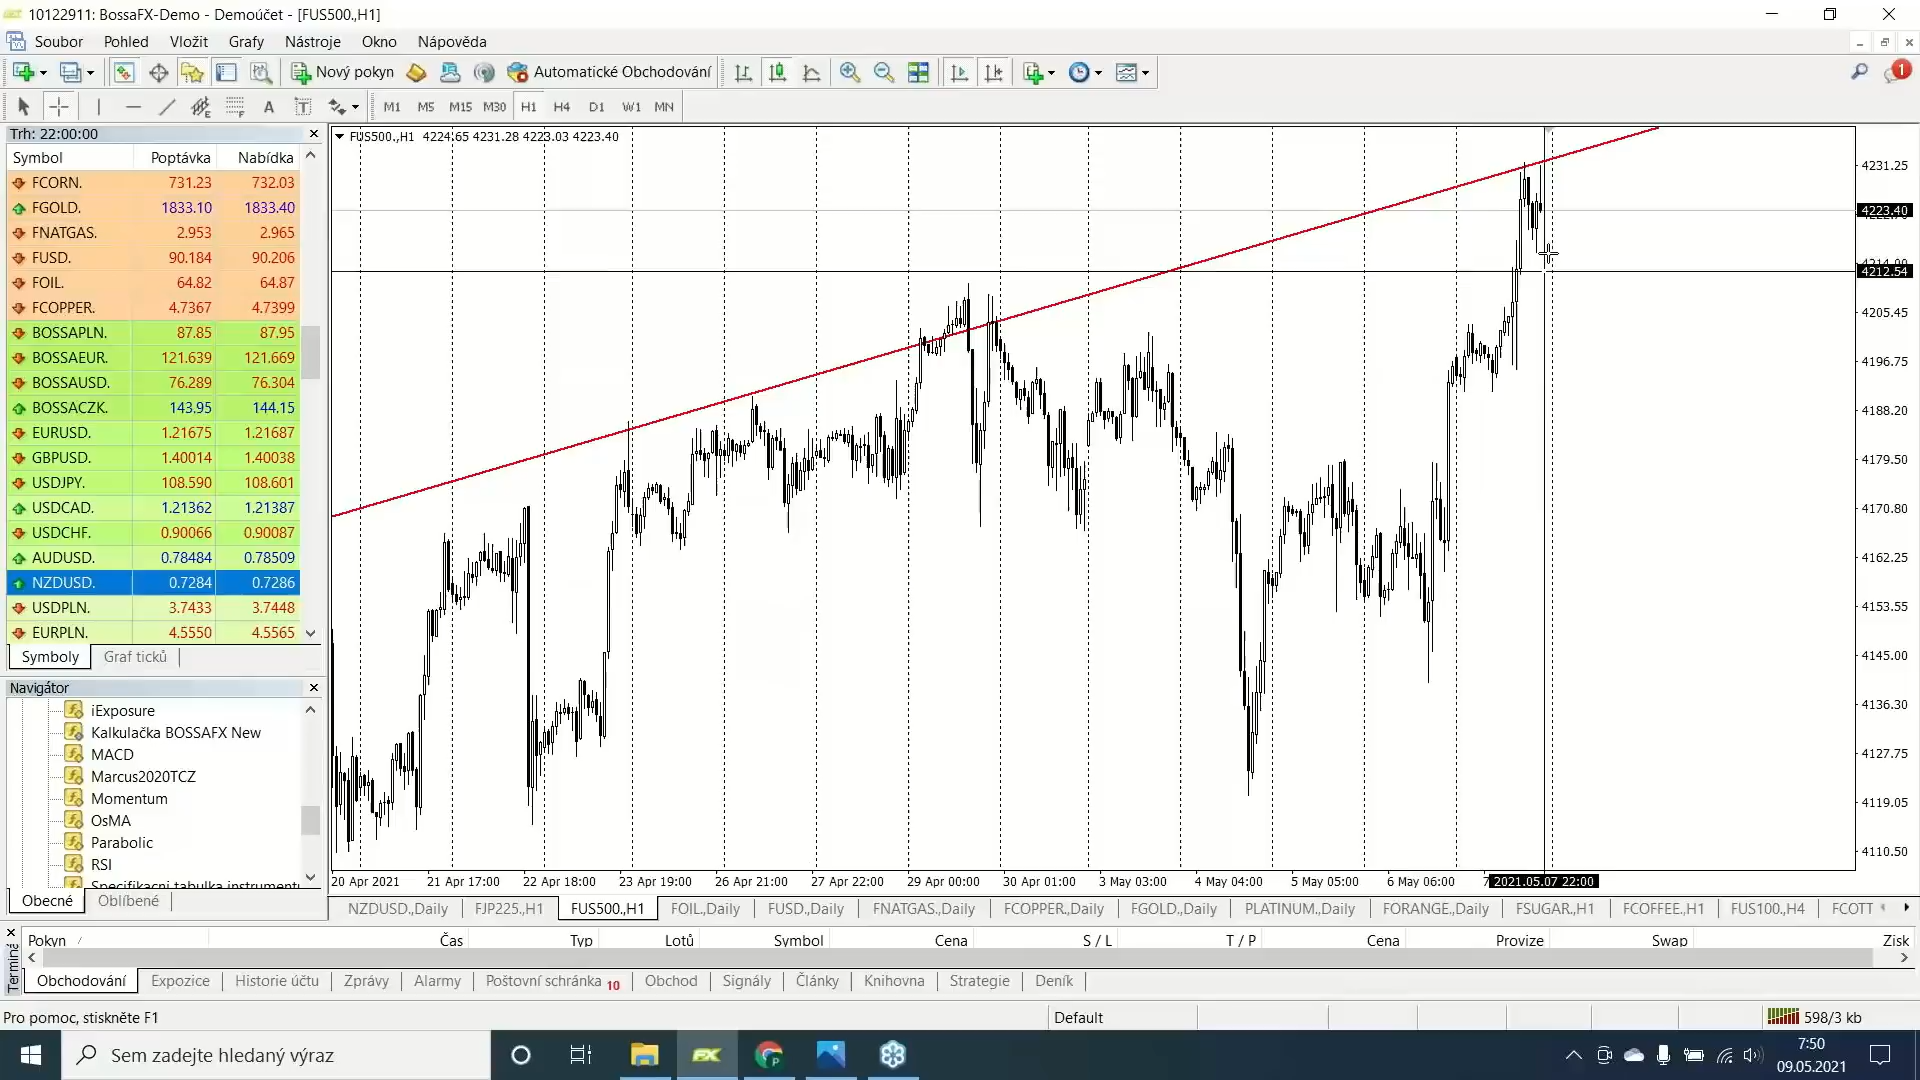 10122911: BossaFX-Demo - Demoúčet - [FUS500.,H1]
Soubor Pohled Vložit Grafy Nástroje Okno Nápověda
Nový pokyn Automatické Obchodování 1
A T M1 M5 M15 M30 H1 H4 D1 W1 MN
Trh: 22:00:00
Symbol Poptávka Nabídka
FCORN. 731.23 732.03
FGOLD. 1833.10 1833.40
FNATGAS. 2.953 2.965
FUSD. 90.184 90.206
FOIL. 64.82 64.87
FCOPPER. 4.7367 4.7399
BOSSAPLN. 87.85 87.95
BOSSAEUR. 121.639 121.669
BOSSAUSD. 76.289 76.304
BOSSACZK. 143.95 144.15
EURUSD. 1.21675 1.21687
GBPUSD. 1.40014 1.40038
USDJPY. 108.590 108.601
USDCAD. 1.21362 1.21387
USDCHF. 0.90066 0.90087
AUDUSD. 0.78484 0.78509
NZDUSD. 0.7284 0.7286
USDPLN. 3.7433 3.7448
EURPLN. 4.5550 4.5565
Symboly Graf ticků
Navigátor
iExposure
Kalkulačka BOSSAFX New
MACD
Marcus2020TCZ
Momentum
OsMA
Parabolic
RSI
Specifikacni tabulka instrumentu
Obecné Oblíbené
FUS500.,H1 4224.65 4231.28 4223.03 4223.40
4231.25
4223.40
4212.54
4205.45
4196.75
4188.20
4179.50
4170.80
4162.25
4153.55
4145.00
4136.30
4127.75
4119.05
4110.50
20 Apr 2021 21 Apr 17:00 22 Apr 18:00 23 Apr 19:00 26 Apr 21:00 27 Apr 22:00 29 Apr 00:00 30 Apr 01:00 3 May 03:00 4 May 04:00 5 May 05:00 6 May 06:00 7 2021.05.07 22:00
NZDUSD.,Daily FJP225.,H1 FUS500.,H1 FOIL.,Daily FUSD.,Daily FNATGAS.,Daily FCOPPER.,Daily FGOLD.,Daily PLATINUM.,Daily FORANGE.,Daily FSUGAR.,H1 FCOFFEE.,H1 FUS100.,H4 FCOTT
Pokyn Čas Typ Lotů Symbol Cena S / L T / P Cena Provize Swap Zisk
Terminá
Obchodování Expozice Historie účtu Zprávy Alarmy Poštovní schránka 10 Obchod Signály Články Knihovna Strategie Deník
Pro pomoc, stiskněte F1 Default 598/3 kb
Sem zadejte hledaný výraz
7:50
09.05.2021